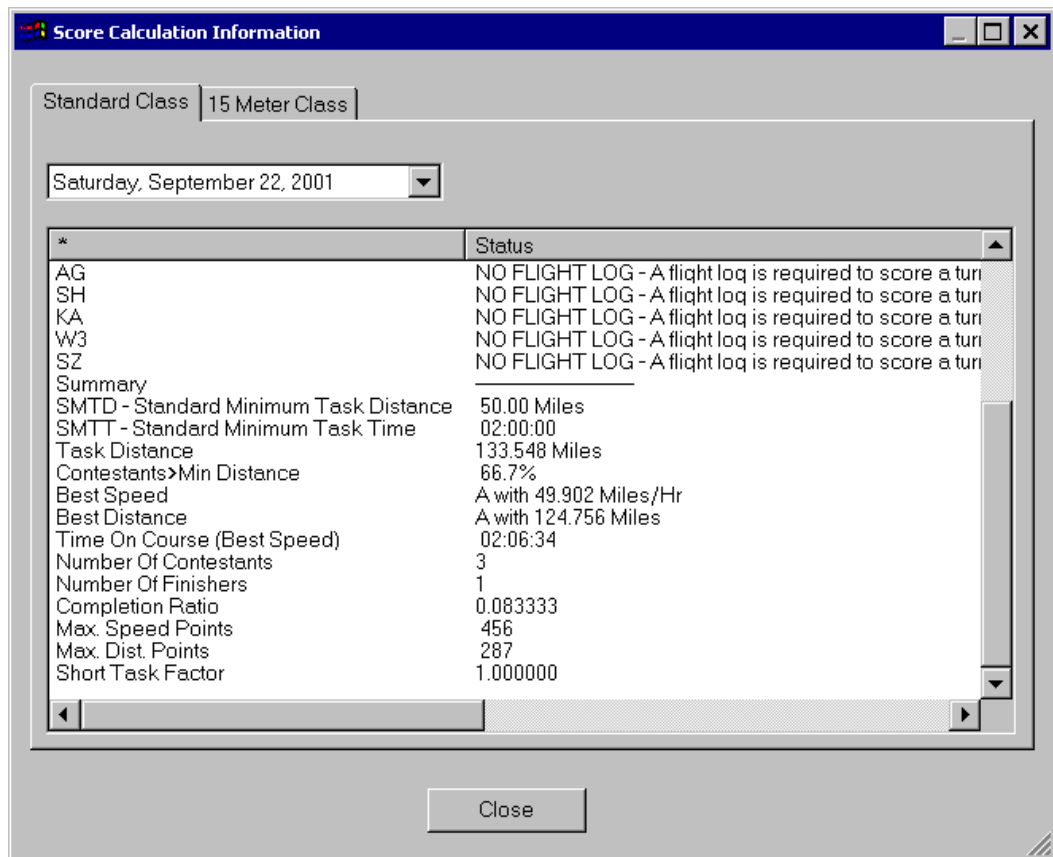 Score Calculation Information
Standard Class 15 Meter Class
Saturday, September 22, 2001
* Status
AG NO FLIGHT LOG - A flight log is required to score a
SH NO FLIGHT LOG - A flight log is required to score a
KA NO FLIGHT LOG - A flight log is required to score a
W3 NO FLIGHT LOG - A flight log is required to score a
SZ NO FLIGHT LOG - A flight log is required to score a
Summary
SMTD - Standard Minimum Task Distance 50.00 Miles
SMTT - Standard Minimum Task Time 02:00:00
Task Distance 133.548 Miles
Contestants>Min Distance 66.7%
Best Speed A with 49.902 Miles/Hr
Best Distance A with 124.756 Miles
Time On Course (Best Speed) 02:06:34
Number Of Contestants 3
Number Of Finishers 1
Completion Ratio 0.083333
Max. Speed Points 456
Max. Dist. Points 287
Short Task Factor 1.000000
Close